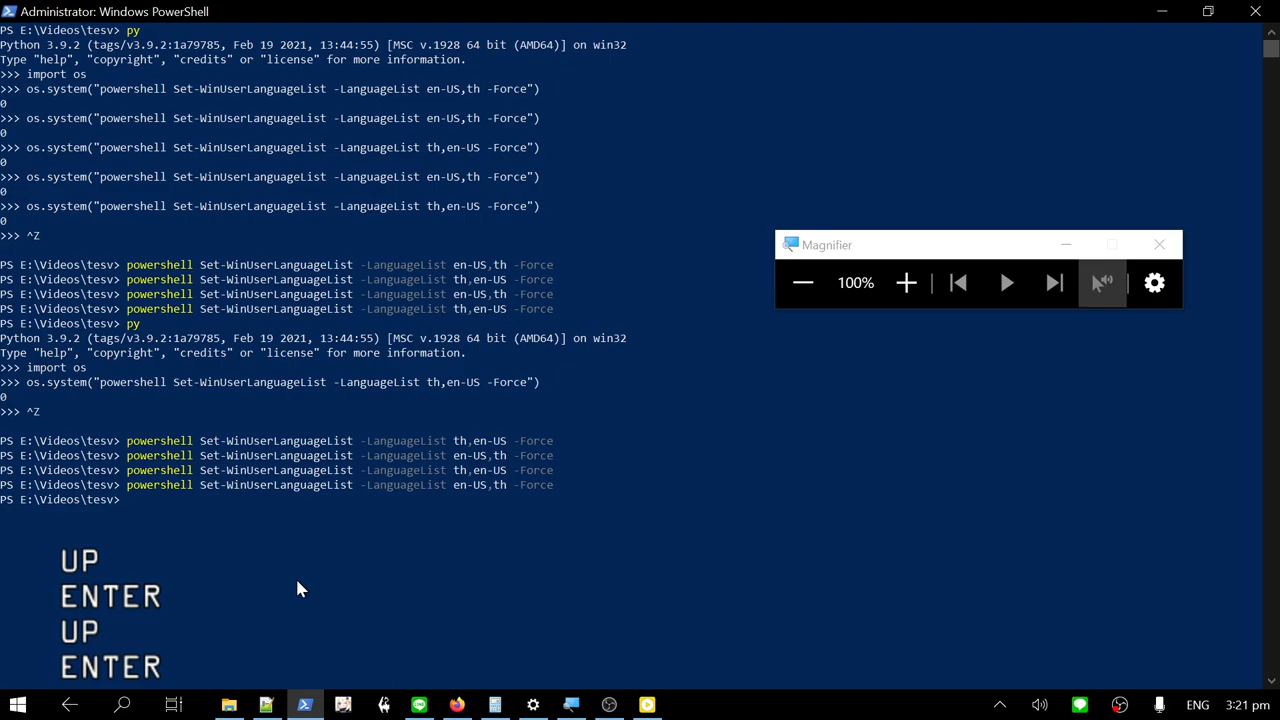 Administrator: Windows PowerShell
PS E:\Videos\tesv> py
Python 3.9.2 (tags/v3.9.2:1a79785, Feb 19 2021, 13:44:55) [MSC v.1928 64 bit (AMD64)] on win32
Type "help", "copyright", "credits" or "license" for more information.
>>> import os
>>> os.system("powershell Set-WinUserLanguageList -LanguageList en-US,th -Force")
0
>>> os.system("powershell Set-WinUserLanguageList -LanguageList en-US,th -Force")
0
>>> os.system("powershell Set-WinUserLanguageList -LanguageList th,en-US -Force")
0
>>> os.system("powershell Set-WinUserLanguageList -LanguageList en-US,th -Force")
0
>>> os.system("powershell Set-WinUserLanguageList -LanguageList th,en-US -Force")
0
>>> ^Z
PS E:\Videos\tesv> powershell Set-WinUserLanguageList -LanguageList en-US,th -Force
PS E:\Videos\tesv> powershell Set-WinUserLanguageList -LanguageList th,en-US -Force
PS E:\Videos\tesv> powershell Set-WinUserLanguageList -LanguageList en-US,th -Force
PS E:\Videos\tesv> powershell Set-WinUserLanguageList -LanguageList th,en-US -Force
PS E:\Videos\tesv> py
Python 3.9.2 (tags/v3.9.2:1a79785, Feb 19 2021, 13:44:55) [MSC v.1928 64 bit (AMD64)] on win32
Type "help", "copyright", "credits" or "license" for more information.
>>> import os
>>> os.system("powershell Set-WinUserLanguageList -LanguageList th,en-US -Force")
0
>>> ^Z
PS E:\Videos\tesv> powershell Set-WinUserLanguageList -LanguageList th,en-US -Force
PS E:\Videos\tesv> powershell Set-WinUserLanguageList -LanguageList en-US,th -Force
PS E:\Videos\tesv> powershell Set-WinUserLanguageList -LanguageList th,en-US -Force
PS E:\Videos\tesv> powershell Set-WinUserLanguageList -LanguageList en-US,th -Force
PS E:\Videos\tesv>
Magnifier
100%
UP
ENTER
UP
ENTER
ENG
3:21 pm